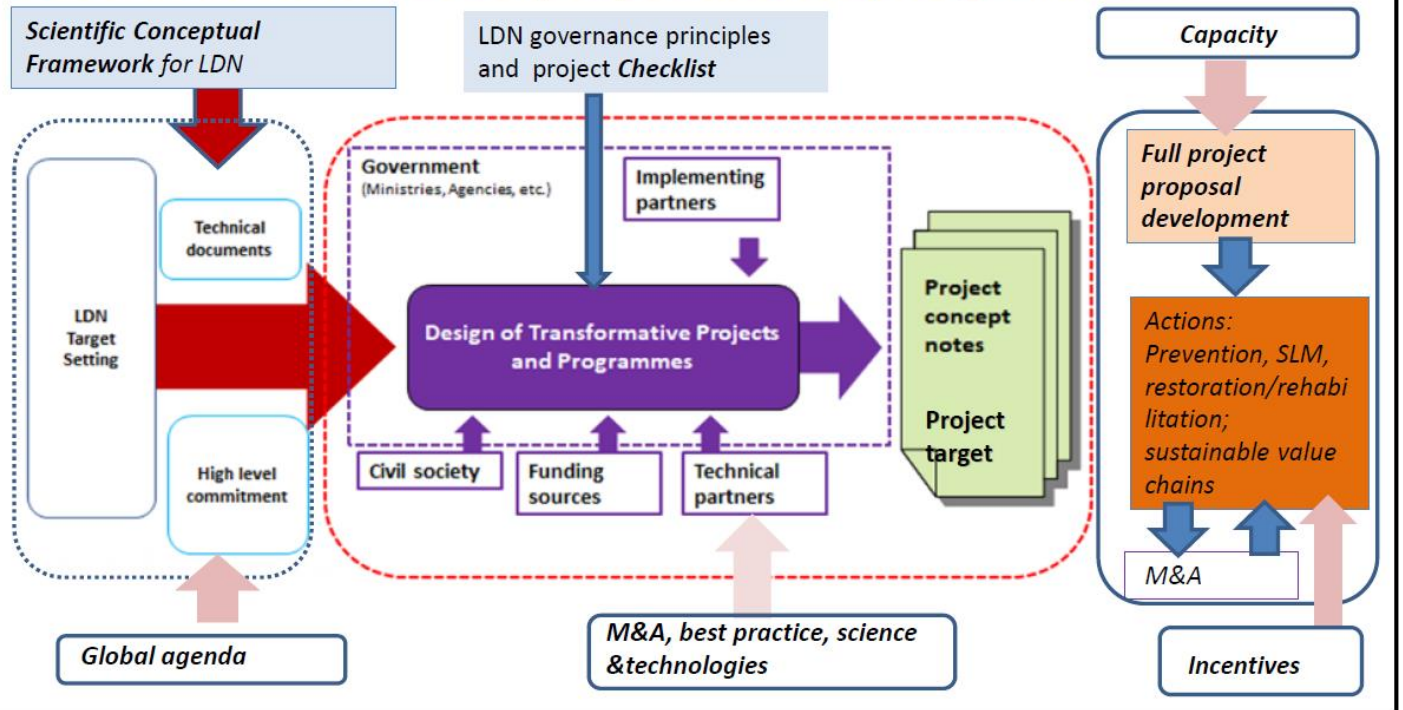 Scientific Conceptual
Framework for LDN
LDN governance principles
and project Checklist
Capacity
LDN
Target
Setting
Technical
documents
High level
commitment
Global agenda
Government
(Ministries, Agencies, etc.)
Implementing
partners
Design of Transformative Projects
and Programmes
Civil society
Funding
sources
Technical
partners
M&A, best practice, science
&technologies
Project
concept
notes
Project
target
Full project
proposal
development
Actions:
Prevention, SLM,
restoration/rehabi
litation;
sustainable value
chains
M&A
Incentives